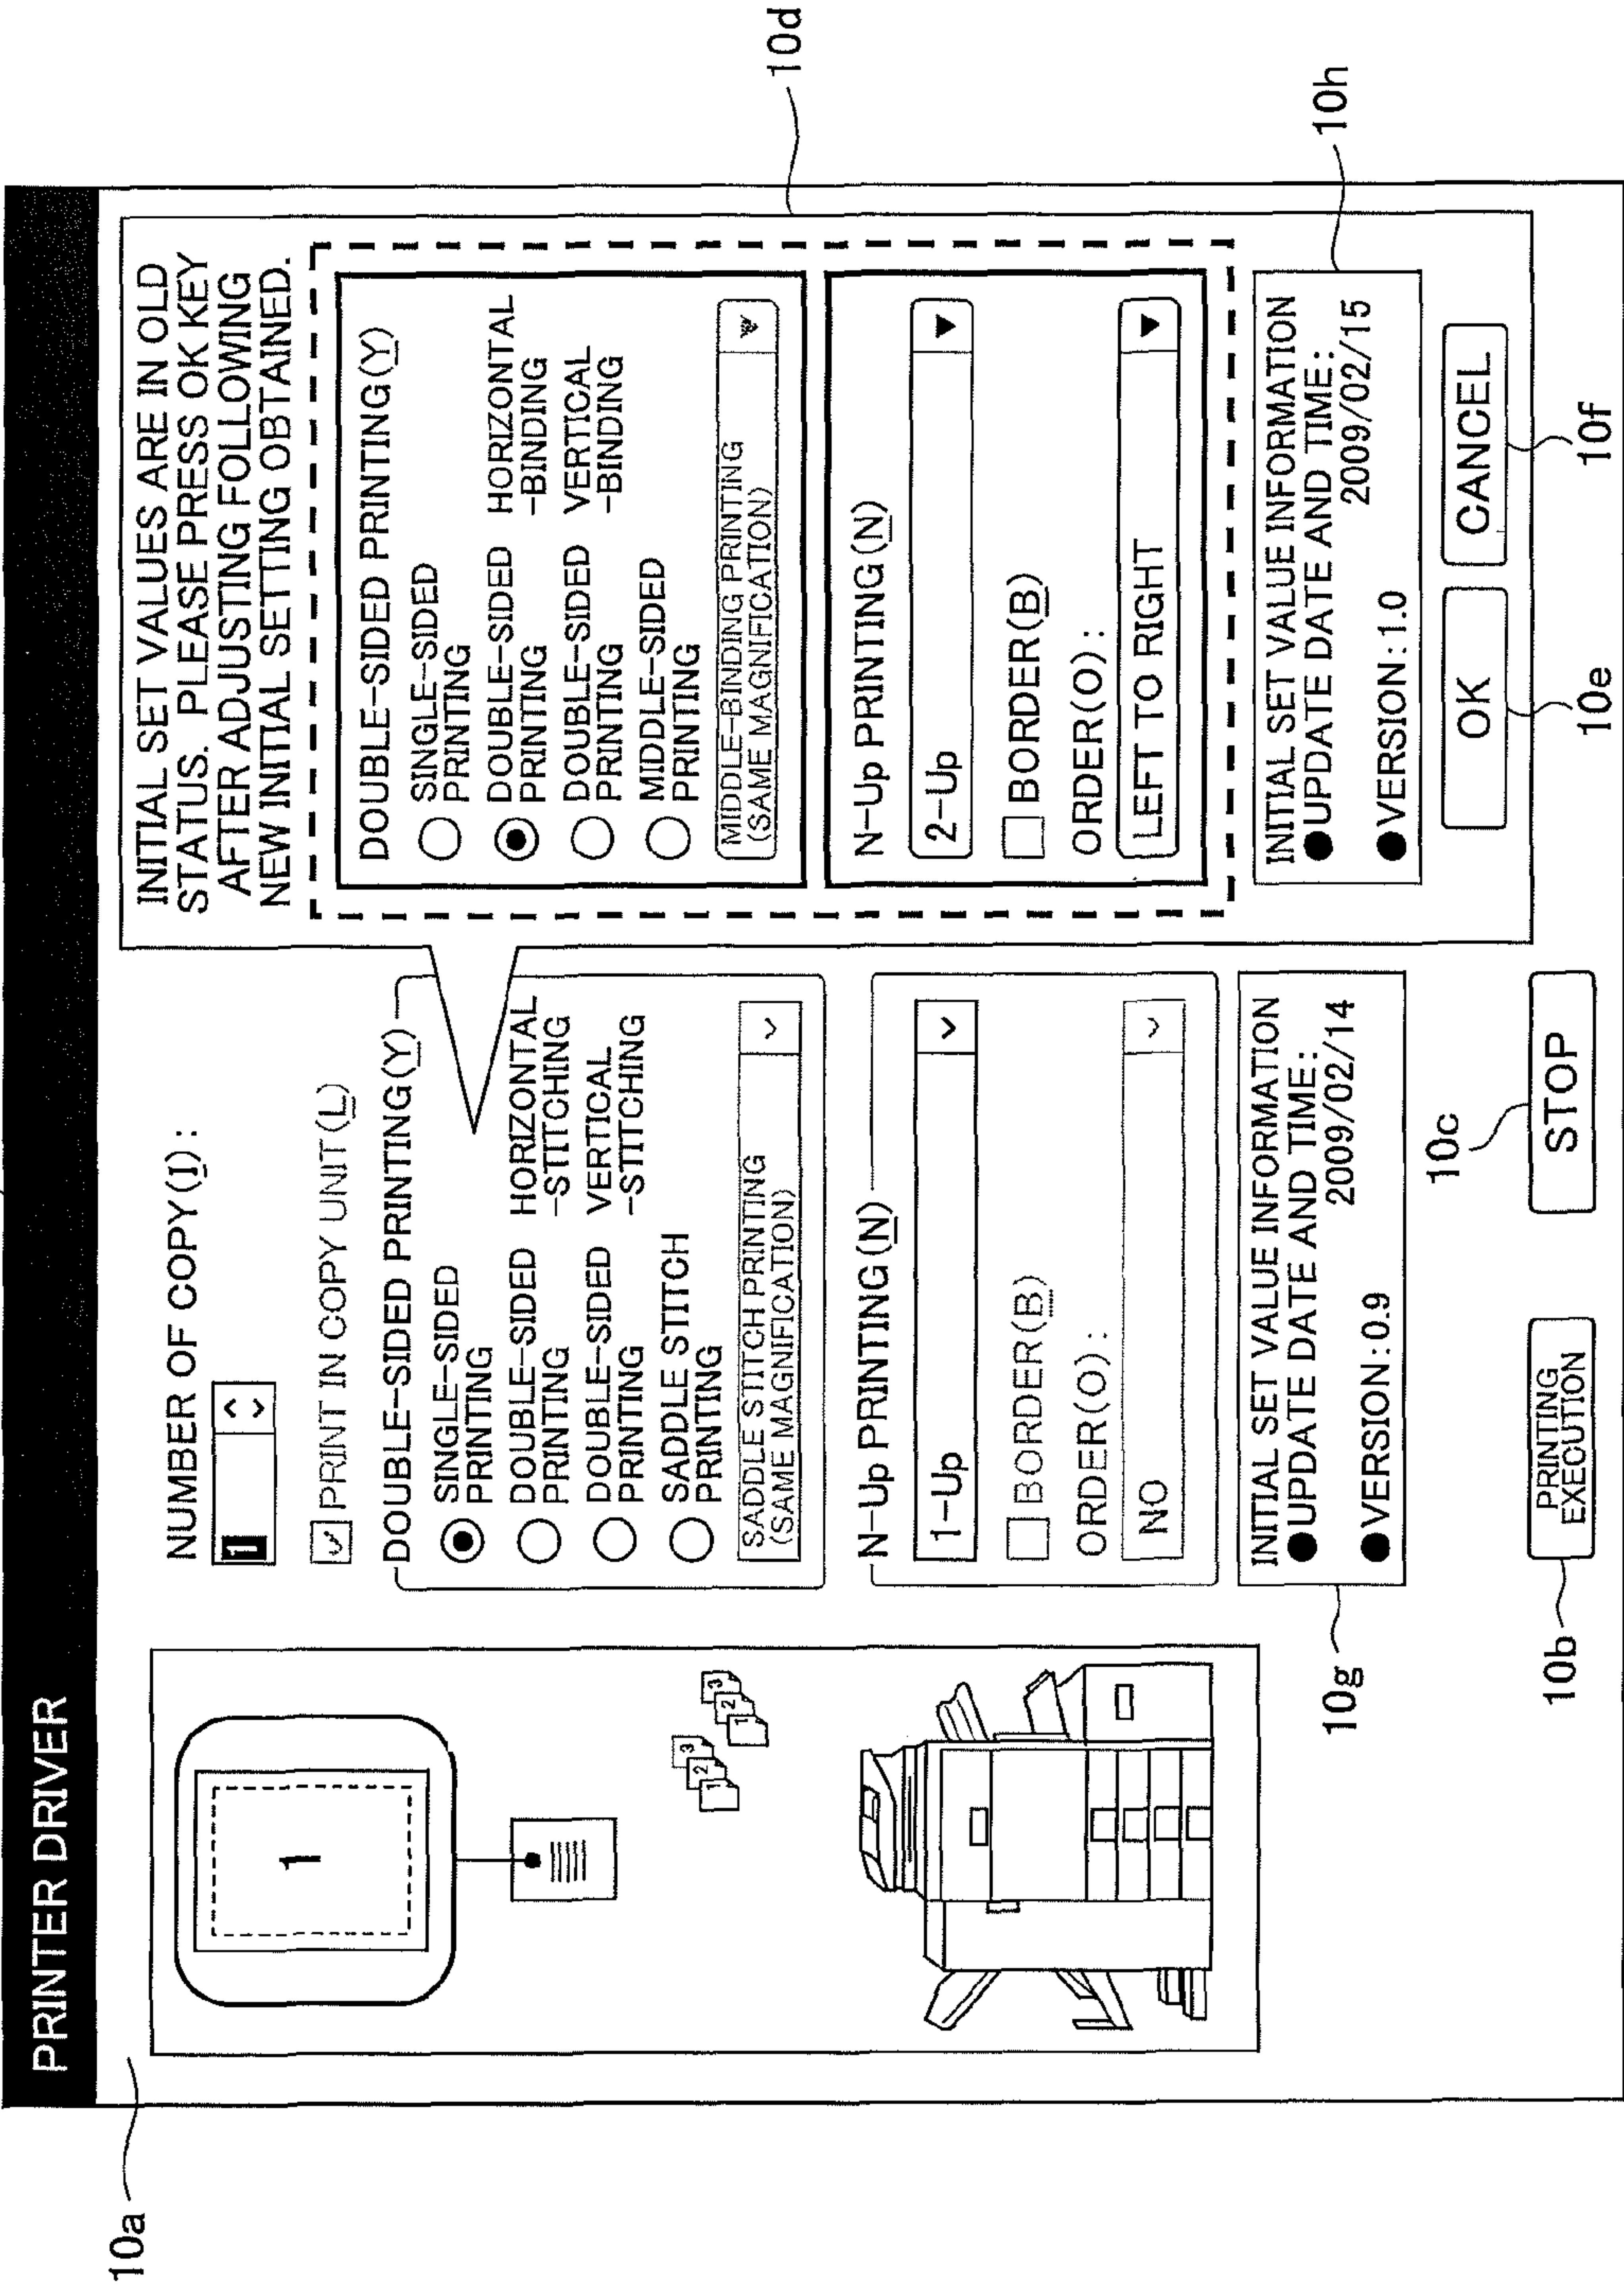 PRINTER DRIVER
10a
1
1
2
3
1
2
3
NUMBER OF COPY(I):
1
PRINT IN COPY UNIT(L)
DOUBLE-SIDED PRINTING(Y)
SINGLE-SIDED
PRINTING
DOUBLE-SIDED HORIZONTAL
PRINTING -STITCHING
DOUBLE-SIDED VERTICAL
PRINTING -STITCHING
SADDLE STITCH
PRINTING
SADDLE STITCH PRINTING
(SAME MAGNIFICATION)
N-Up PRINTING(N)
1-Up
BORDER(B)
ORDER(O):
NO
INITIAL SET VALUE INFORMATION
●UPDATE DATE AND TIME:
2009/02/14
●VERSION:0.9
10g
PRINTING
EXECUTION
10b
STOP
10c
INITIAL SET VALUES ARE IN OLD
STATUS. PLEASE PRESS OK KEY
AFTER ADJUSTING FOLLOWING
NEW INITIAL SETTING OBTAINED.
DOUBLE-SIDED PRINTING(Y)
SINGLE-SIDED
PRINTING
DOUBLE-SIDED HORIZONTAL
PRINTING -BINDING
DOUBLE-SIDED VERTICAL
PRINTING -BINDING
MIDDLE-SIDED
PRINTING
MIDDLE-BINDING PRINTING
(SAME MAGNIFICATION)
N-Up PRINTING(N)
2-Up
BORDER(B)
ORDER(O):
LEFT TO RIGHT
10d
INITIAL SET VALUE INFORMATION
●UPDATE DATE AND TIME:
2009/02/15
●VERSION:1.0
10h
OK
CANCEL
10e
10f